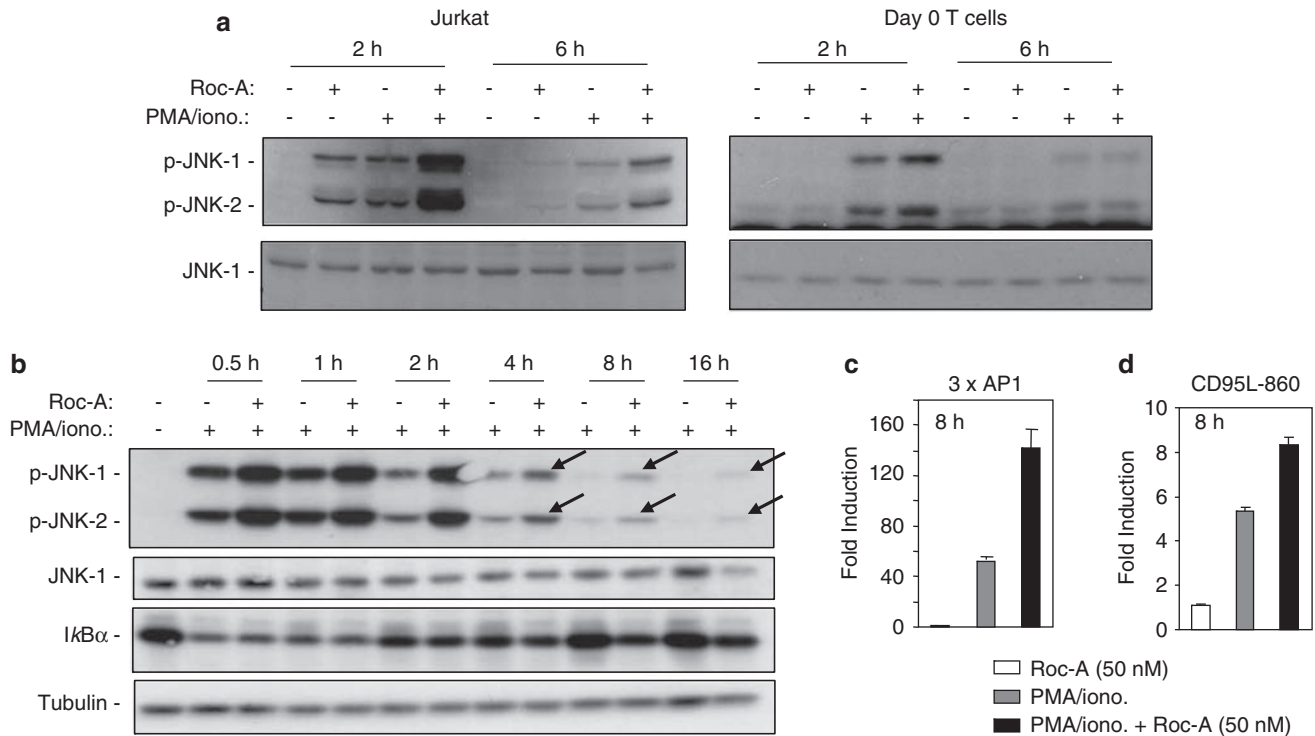 a
Jurkat
Day 0 T cells
2 h 6 h 2 h 6 h
Roc-A: - + - + - + - + - + - + - + - +
PMA/iono.: - - + + - - + + - - + + - - + +
p-JNK-1 -
p-JNK-2 -
JNK-1 -
b
0.5 h 1 h 2 h 4 h 8 h 16 h
Roc-A: - - + - + - + - + - + - +
PMA/iono.: - + + + + + + + + + + + +
p-JNK-1 -
p-JNK-2 -
JNK-1 -
IkBα -
Tubulin -
c
3 x AP1
8 h
Fold Induction
160
120
80
40
0
d
CD95L-860
8 h
Fold Induction
10
8
6
4
2
0
Roc-A (50 nM)
PMA/iono.
PMA/iono. + Roc-A (50 nM)